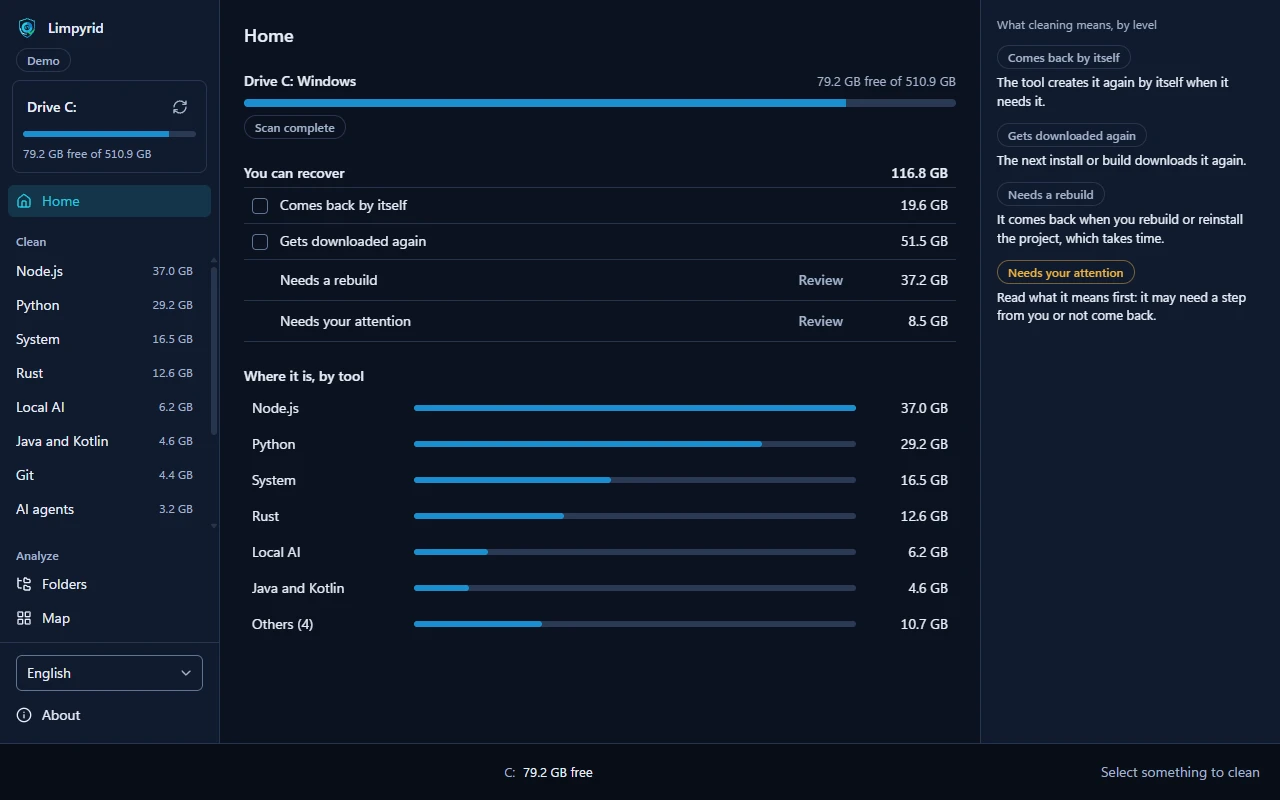 Limpyrid
Demo
Drive C:
79.2 GB free of 510.9 GB
Home
Clean
Node.js 37.0 GB
Python 29.2 GB
System 16.5 GB
Rust 12.6 GB
Local AI 6.2 GB
Java and Kotlin 4.6 GB
Git 4.4 GB
AI agents 3.2 GB
Analyze
Folders
Map
English
About
Home
Drive C: Windows 79.2 GB free of 510.9 GB
Scan complete
You can recover 116.8 GB
Comes back by itself 19.6 GB
Gets downloaded again 51.5 GB
Needs a rebuild Review 37.2 GB
Needs your attention Review 8.5 GB
Where it is, by tool
Node.js 37.0 GB
Python 29.2 GB
System 16.5 GB
Rust 12.6 GB
Local AI 6.2 GB
Java and Kotlin 4.6 GB
Others (4) 10.7 GB
What cleaning means, by level
Comes back by itself
The tool creates it again by itself when it
needs it.
Gets downloaded again
The next install or build downloads it again.
Needs a rebuild
It comes back when you rebuild or reinstall
the project, which takes time.
Needs your attention
Read what it means first: it may need a step
from you or not come back.
C: 79.2 GB free
Select something to clean